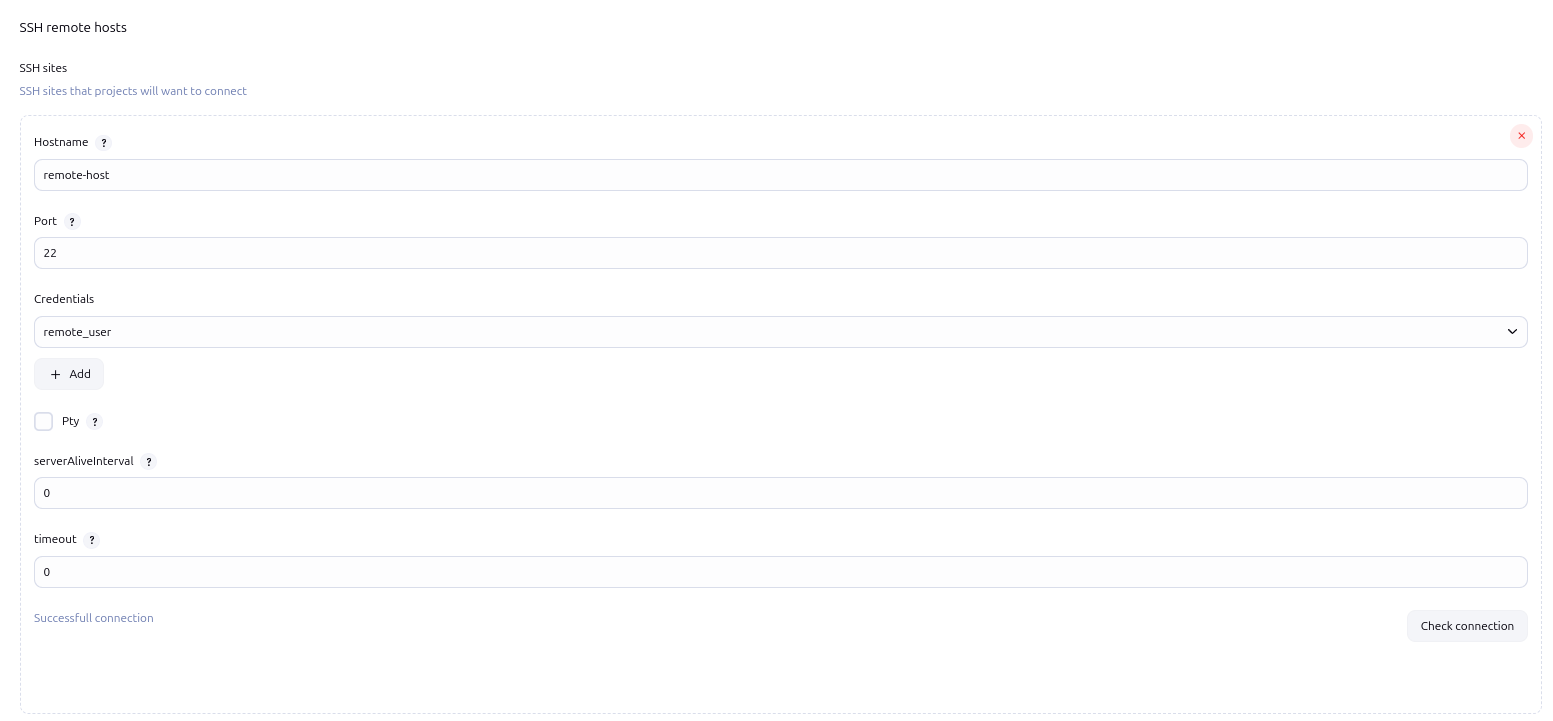 SSH remote hosts
SSH sites
SSH sites that projects will want to connect
Hostname ?
remote-host
Port ?
22
Credentials
remote_user
+ Add
Pty ?
serverAliveInterval ?
0
timeout ?
0
Successfull connection
Check connection